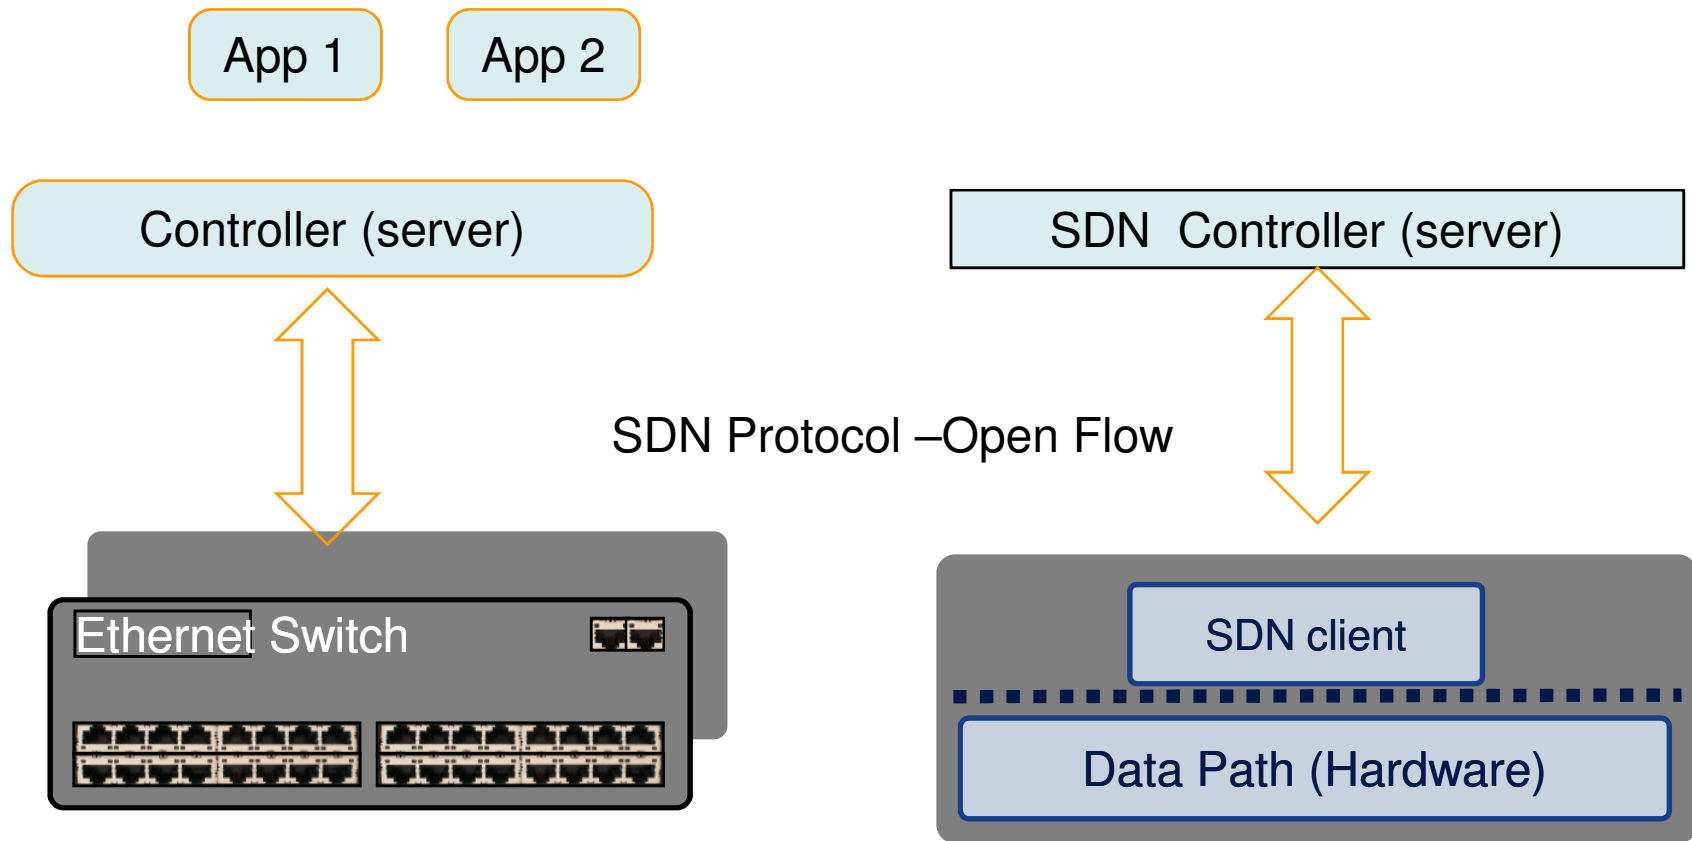 App 1
App 2
Controller (server)
SDN Controller (server)
SDN Protocol –Open Flow
Ethernet Switch
SDN client
Data Path (Hardware)